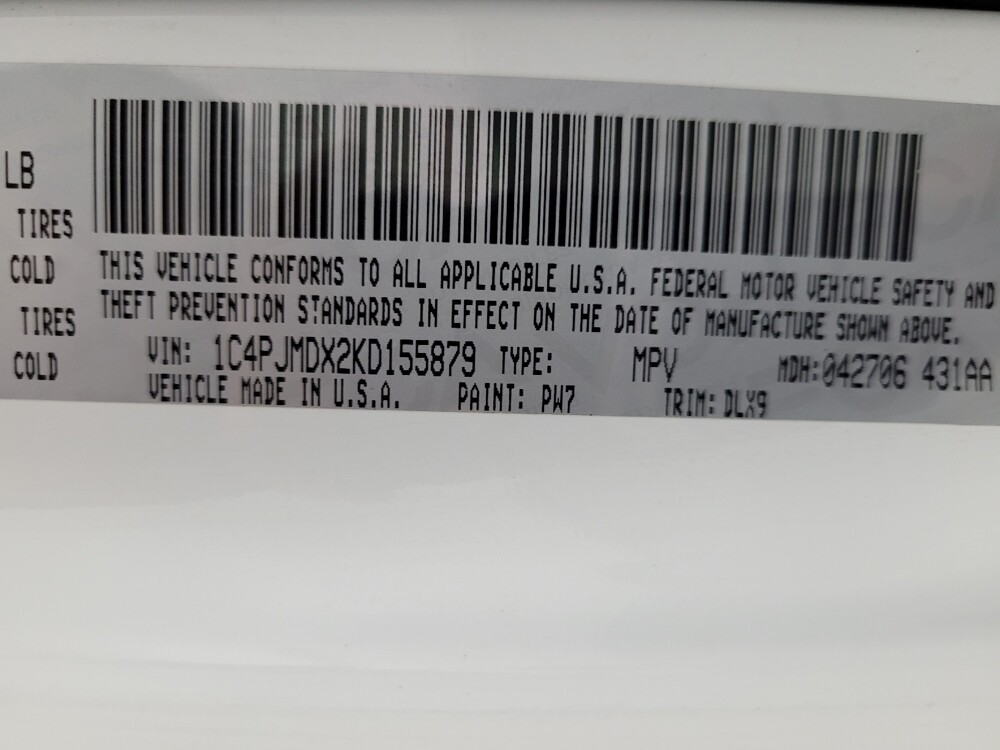 LB
TIRES
COLD
TIRES
COLD
THIS VEHICLE CONFORMS TO ALL APPLICABLE U.S.A. FEDERAL MOTOR VEHICLE SAFETY AND
THEFT PREVENTION STANDARDS IN EFFECT ON THE DATE OF MANUFACTURE SHOWN ABOVE.
VIN: 1C4PJMDX2KD155879 TYPE: MPV MDH:042706 431AA
VEHICLE MADE IN U.S.A. PAINT: PW7 TRIM: DLX9